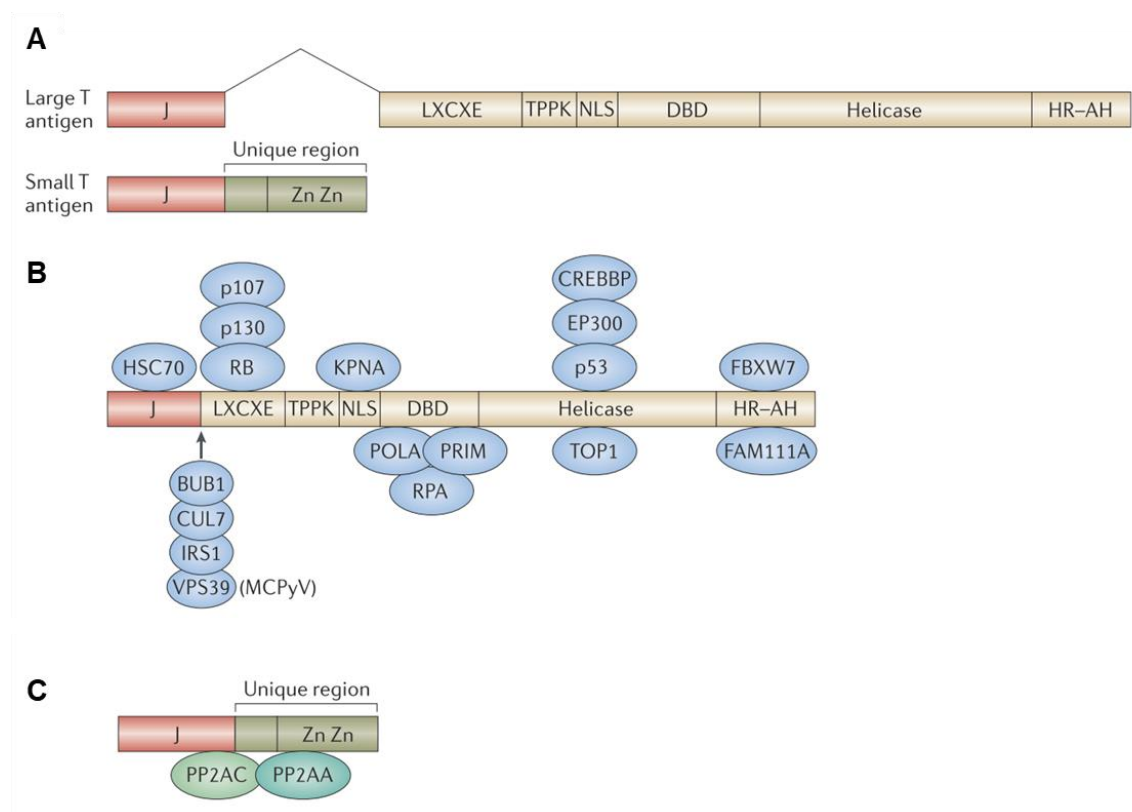 A
Large T
antigen
J
LXCXE
TPPK
NLS
DBD
Helicase
HR–AH
Unique region
Small T
antigen
J
Zn Zn
B
p107
p130
RB
HSC70
KPNA
CREBBP
EP300
p53
FBXW7
J
LXCXE
TPPK
NLS
DBD
Helicase
HR–AH
POLA
PRIM
RPA
TOP1
FAM111A
BUB1
CUL7
IRS1
VPS39 (MCPyV)
C
Unique region
J
Zn Zn
PP2AC
PP2AA